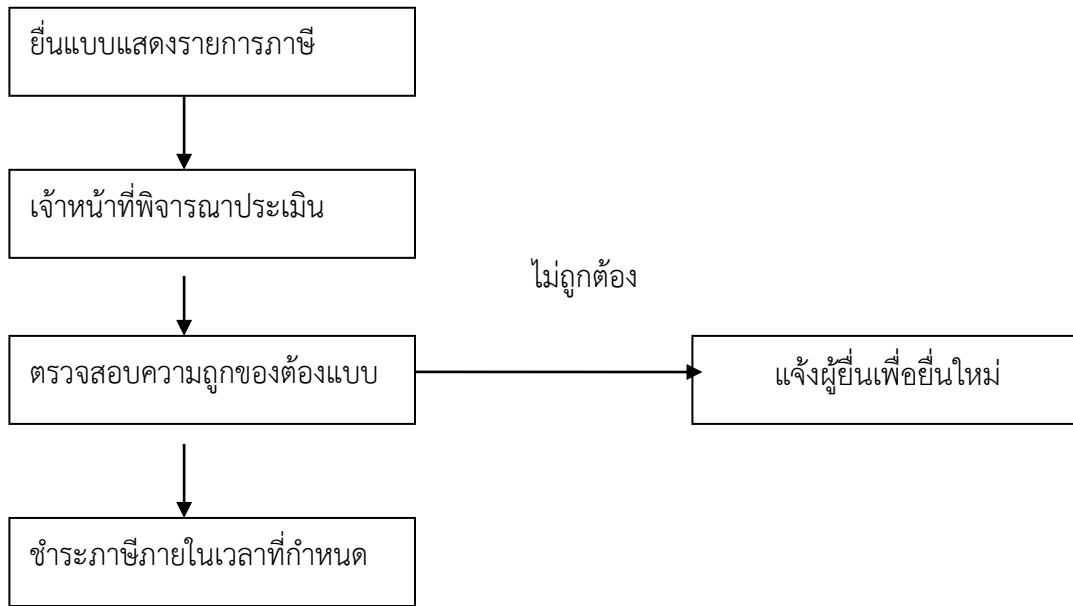 ยื่นแบบแสดงรายการภาษี
เจ้าหน้าที่พิจารณาประเมิน
ไม่ถูกต้อง
ตรวจสอบความถูกของต้องแบบ
แจ้งผู้ยื่นเพื่อยื่นใหม่
ชำระภาษีภายในเวลาที่กำหนด